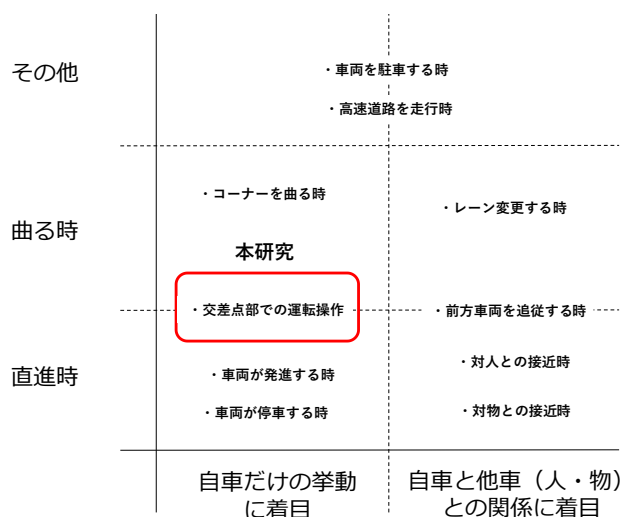 その他
・車両を駐車する時
・高速道路を走行時
曲る時
・コーナーを曲る時
・レーン変更する時
本研究
・交差点部での運転操作
・前方車両を追従する時
直進時
・車両が発進する時
・対人との接近時
・車両が停車する時
・対物との接近時
自車だけの挙動
に着目
自車と他車（人・物）
との関係に着目